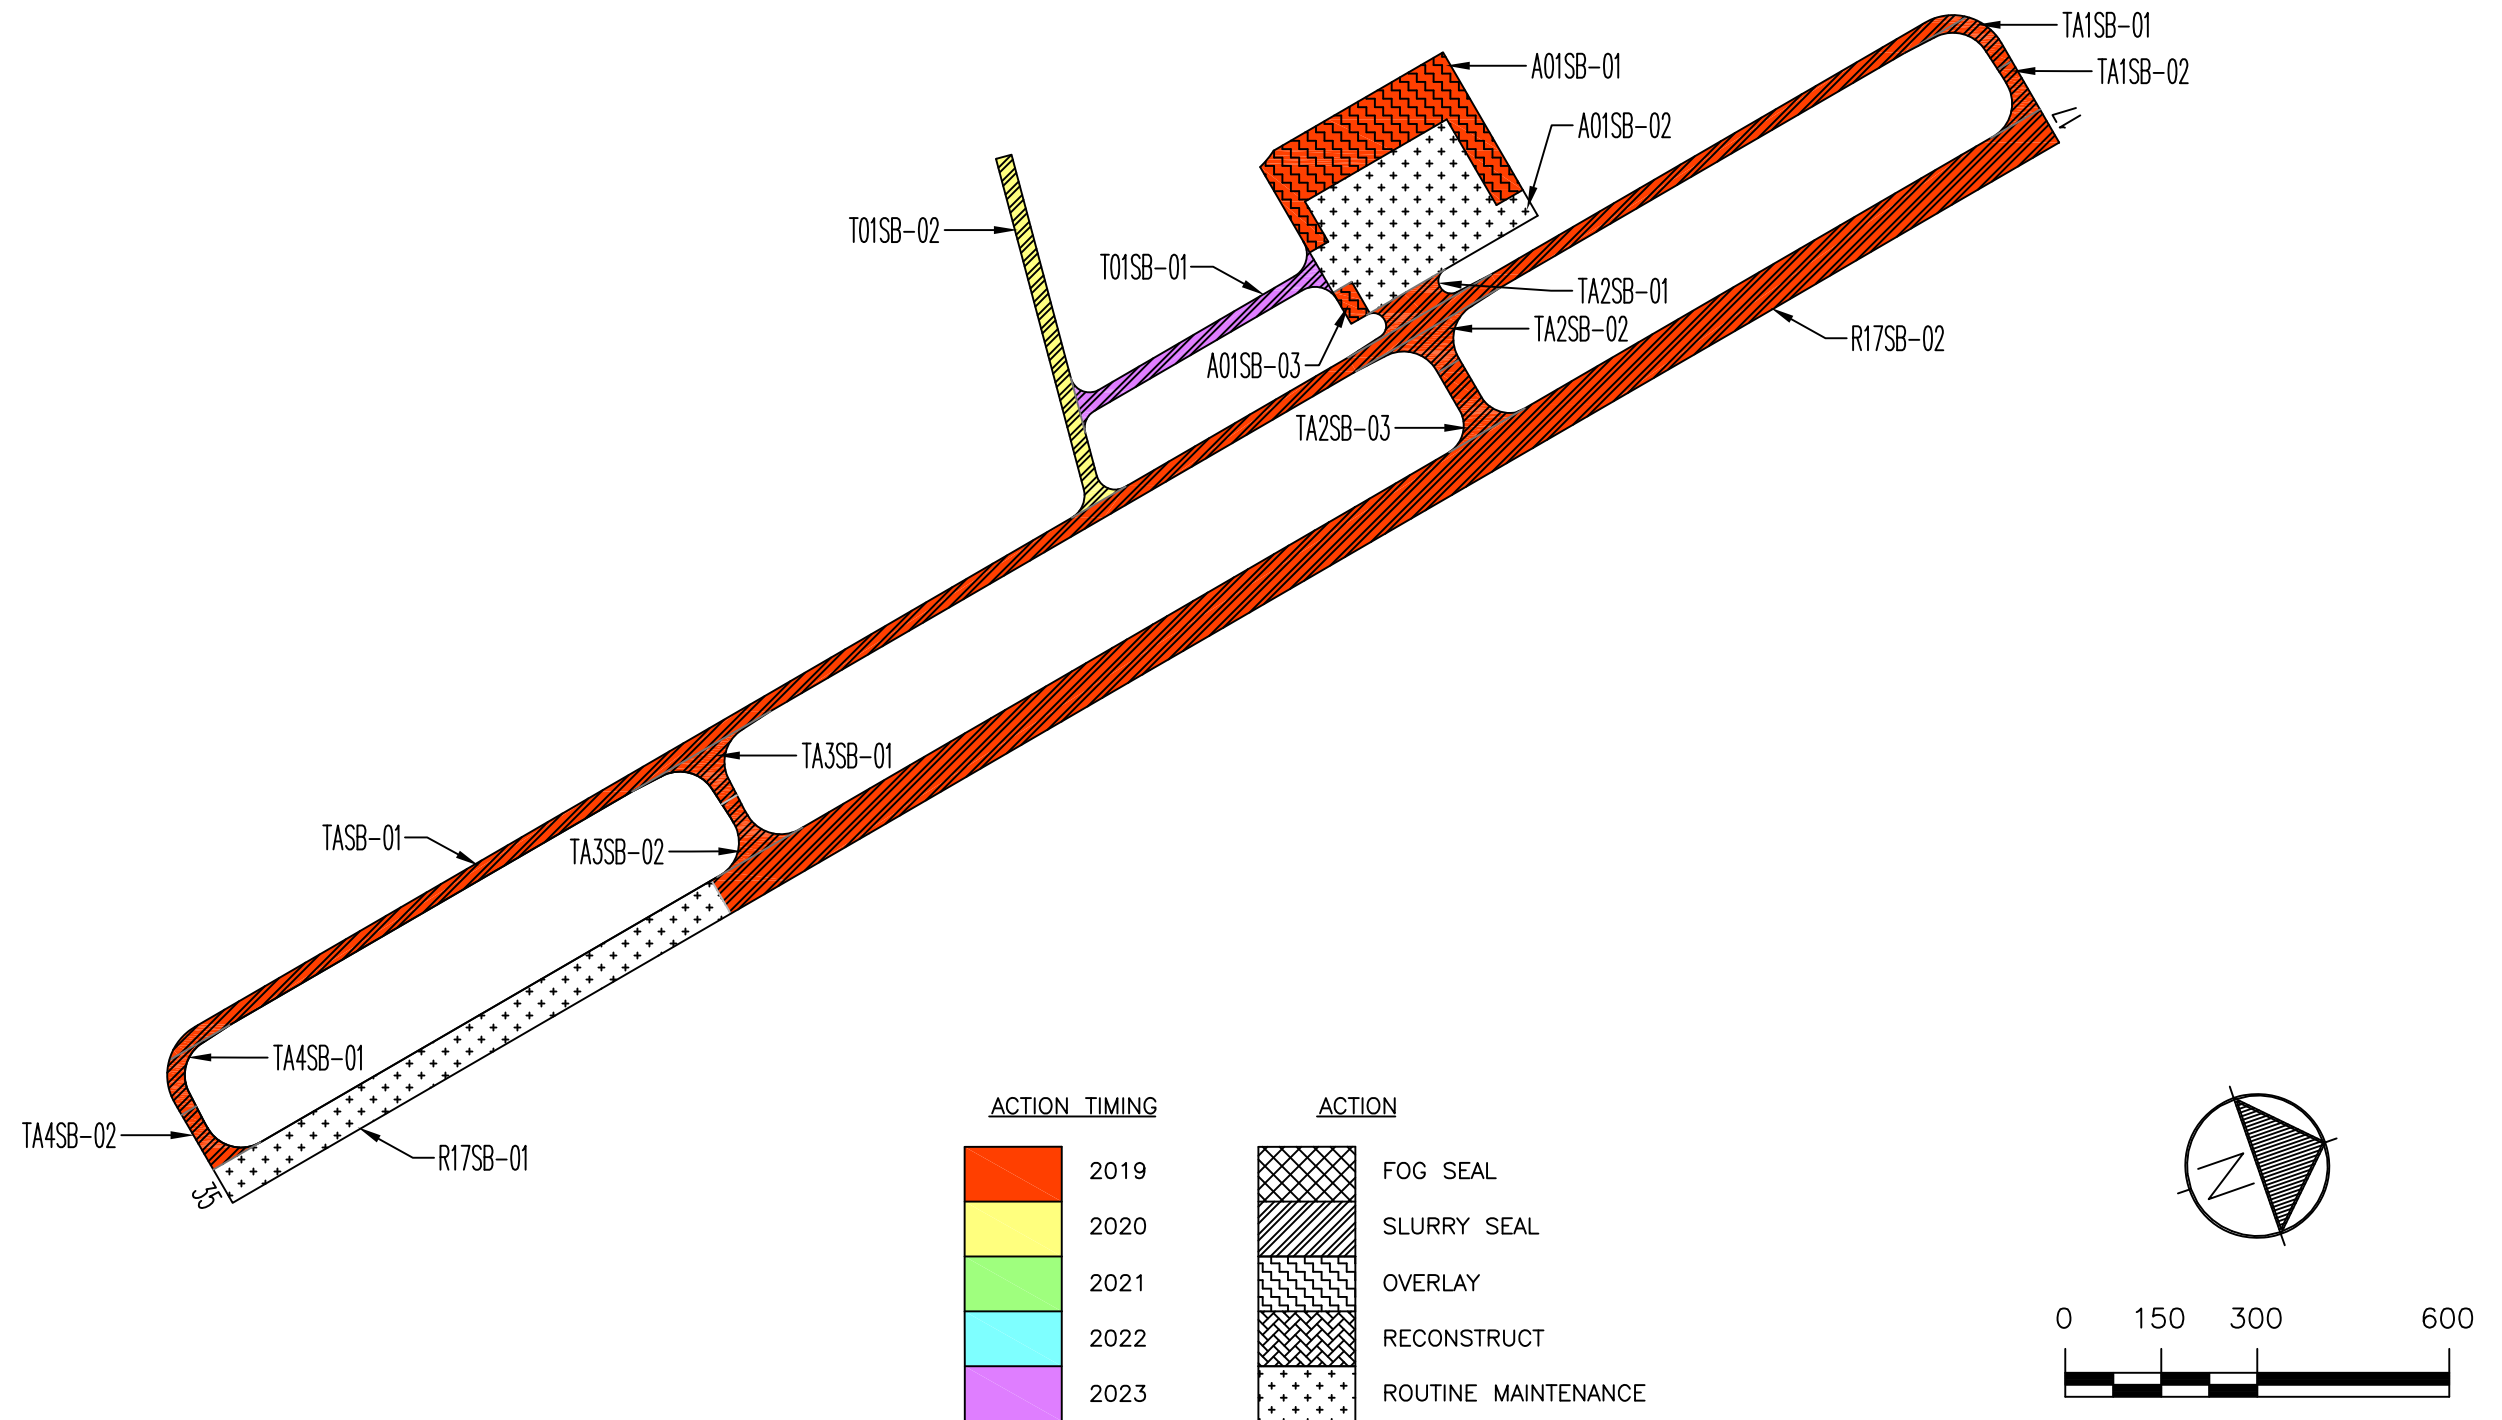 TA1SB-01
A01SB-01
TA1SB-02
A01SB-02
17
T01SB-02
T01SB-01
TA2SB-01
TA2SB-02
R17SB-02
A01SB-03
TA2SB-03
TA3SB-01
TASB-01
TA3SB-02
TA4SB-01
TA4SB-02
R17SB-01
35
ACTION TIMING
2019
2020
2021
2022
2023
ACTION
FOG SEAL
SLURRY SEAL
OVERLAY
RECONSTRUCT
ROUTINE MAINTENANCE
N
0 150 300 600